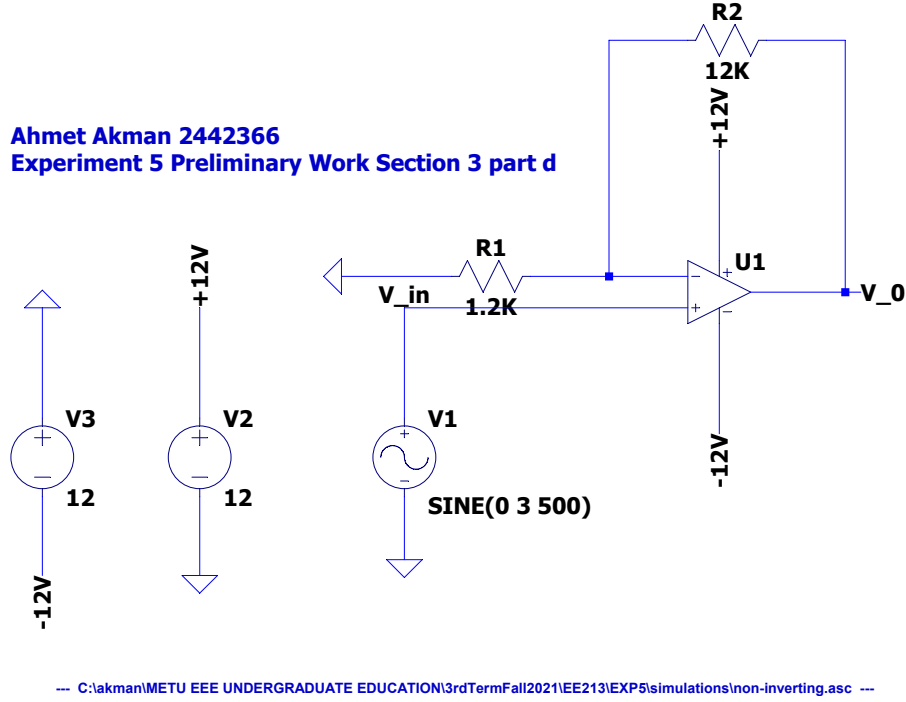 R2
12K
+12V
Ahmet Akman 2442366
Experiment 5 Preliminary Work Section 3 part d
+12V
R1
U1
V_in
1.2K
V_0
V3
V2
V1
12
12
SINE(0 3 500)
-12V
-12V
--- C:\akman\METU EEE UNDERGRADUATE EDUCATION\3rdTermFall2021\EE213\EXP5\simulations\non-inverting.asc ---